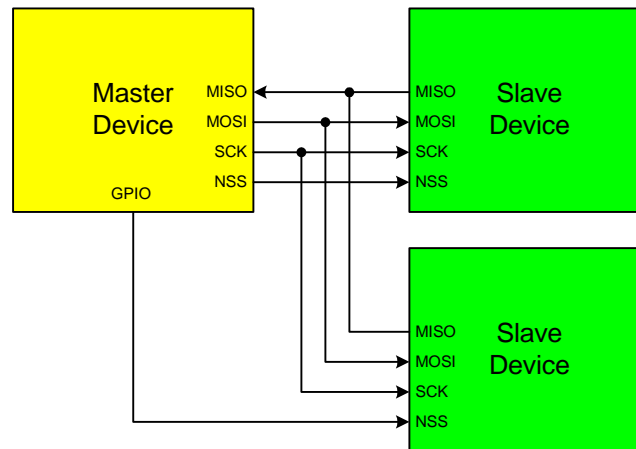 Master
Device
MISO
MOSI
SCK
NSS
GPIO
MISO
MOSI
SCK
NSS
Slave
Device
MISO
MOSI
SCK
NSS
Slave
Device